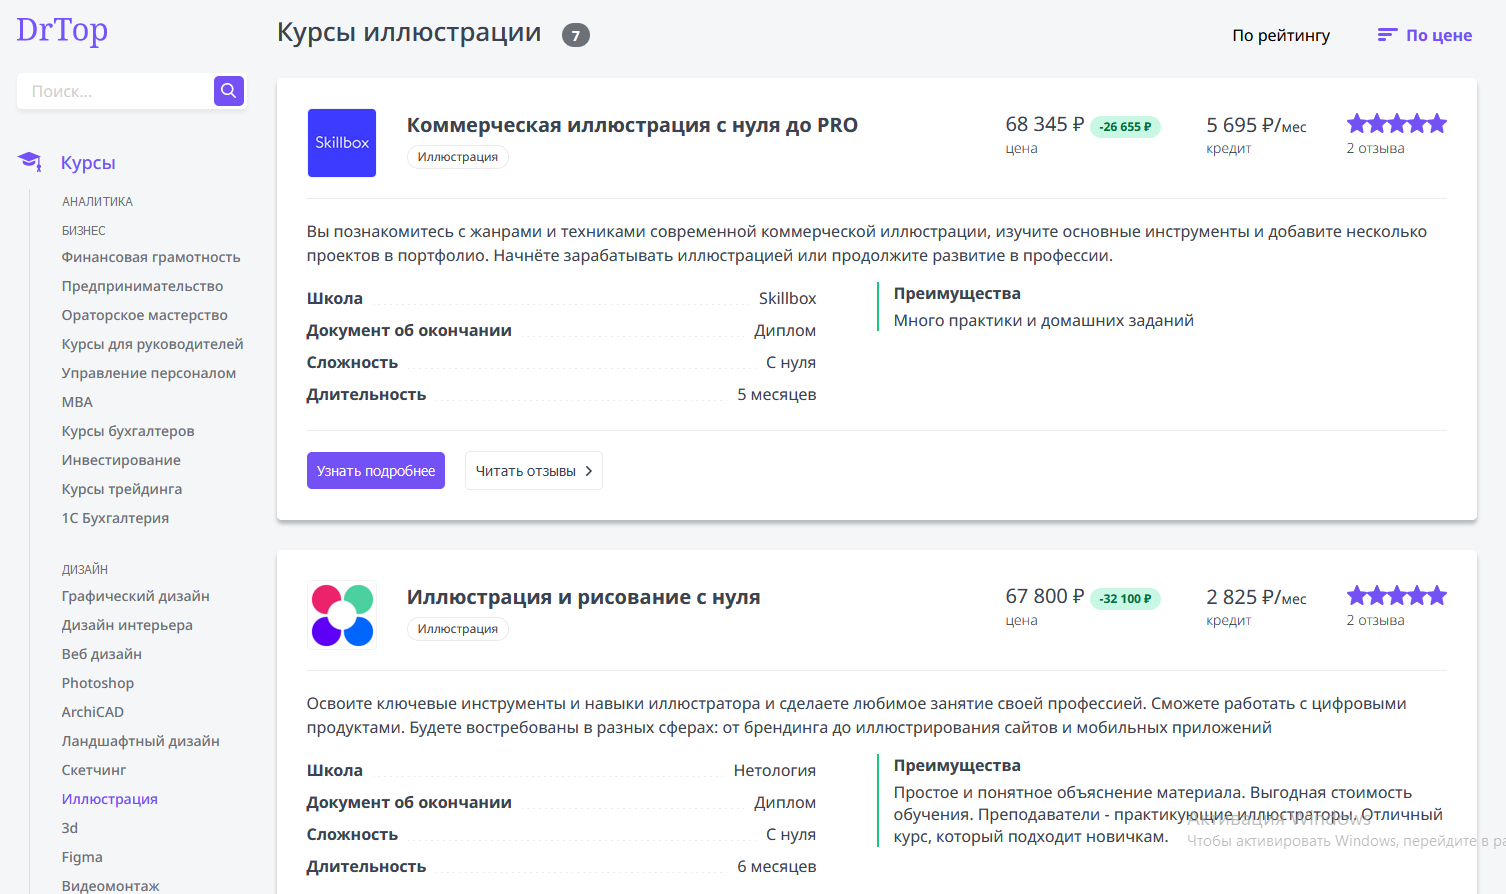 DrTop
Поиск...
Курсы
АНАЛИТИКА
БИЗНЕС
Финансовая грамотность
Предпринимательство
Ораторское мастерство
Курсы для руководителей
Управление персоналом
MBA
Курсы бухгалтеров
Инвестирование
Курсы трейдинга
1С Бухгалтерия
ДИЗАЙН
Графический дизайн
Дизайн интерьера
Веб дизайн
Photoshop
ArchiCAD
Ландшафтный дизайн
Скетчинг
Иллюстрация
3d
Figma
Видеомонтаж
Курсы иллюстрации 7
По рейтингу
По цене
Skillbox
Коммерческая иллюстрация с нуля до PRO
Иллюстрация
68 345 ₽ -26 655 ₽
цена
5 695 ₽/мес
кредит
2 отзыва
Вы познакомитесь с жанрами и техниками современной коммерческой иллюстрации, изучите основные инструменты и добавите несколько
проектов в портфолио. Начнёте зарабатывать иллюстрацией или продолжите развитие в профессии.
Школа Skillbox
Документ об окончании Диплом
Сложность С нуля
Длительность 5 месяцев
Преимущества
Много практики и домашних заданий
Узнать подробнее
Читать отзывы
Иллюстрация и рисование с нуля
Иллюстрация
67 800 ₽ -32 100 ₽
цена
2 825 ₽/мес
кредит
2 отзыва
Освоите ключевые инструменты и навыки иллюстратора и сделаете любимое занятие своей профессией. Сможете работать с цифровыми
продуктами. Будете востребованы в разных сферах: от брендинга до иллюстрирования сайтов и мобильных приложений
Школа Нетология
Документ об окончании Диплом
Сложность С нуля
Длительность 6 месяцев
Преимущества
Простое и понятное объяснение материала. Выгодная стоимость
обучения. Преподаватели - практикующие иллюстраторы. Отличный
курс, который подходит новичкам.
Активация Windows
Чтобы активировать Windows, перейдите в